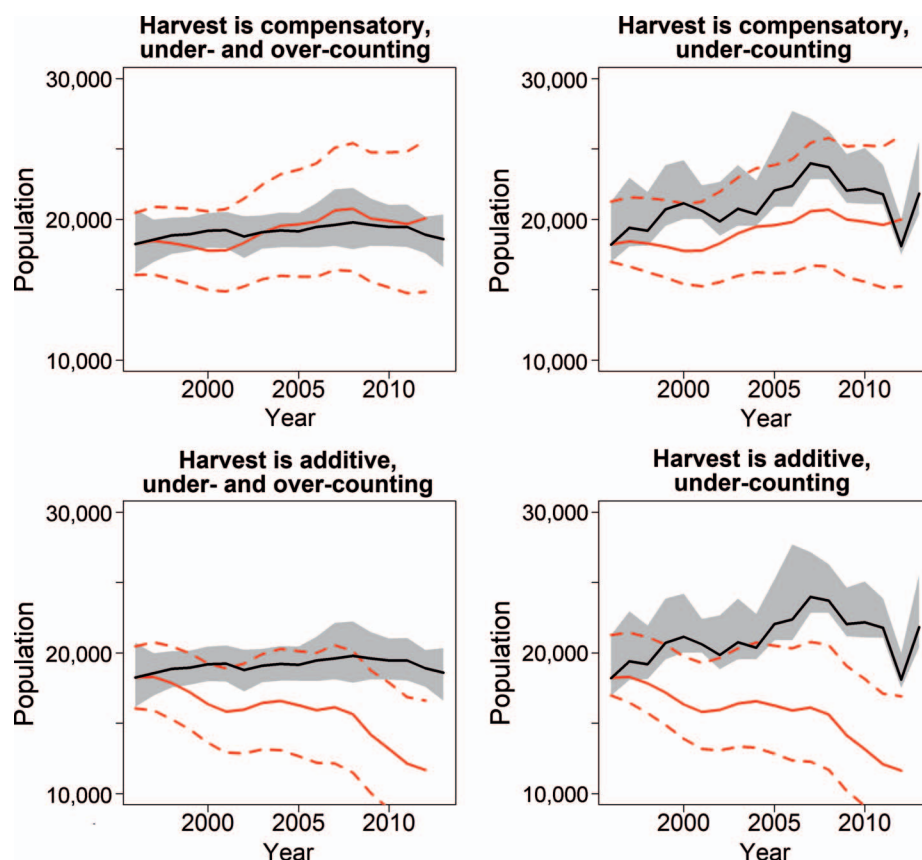 Harvest is compensatory,
under- and over-counting
30,000
20,000
10,000
Population
2000 2005 2010
Year
Harvest is compensatory,
under-counting
30,000
20,000
10,000
Population
2000 2005 2010
Year
Harvest is additive,
under- and over-counting
30,000
20,000
10,000
Population
2000 2005 2010
Year
Harvest is additive,
under-counting
30,000
20,000
10,000
Population
2000 2005 2010
Year